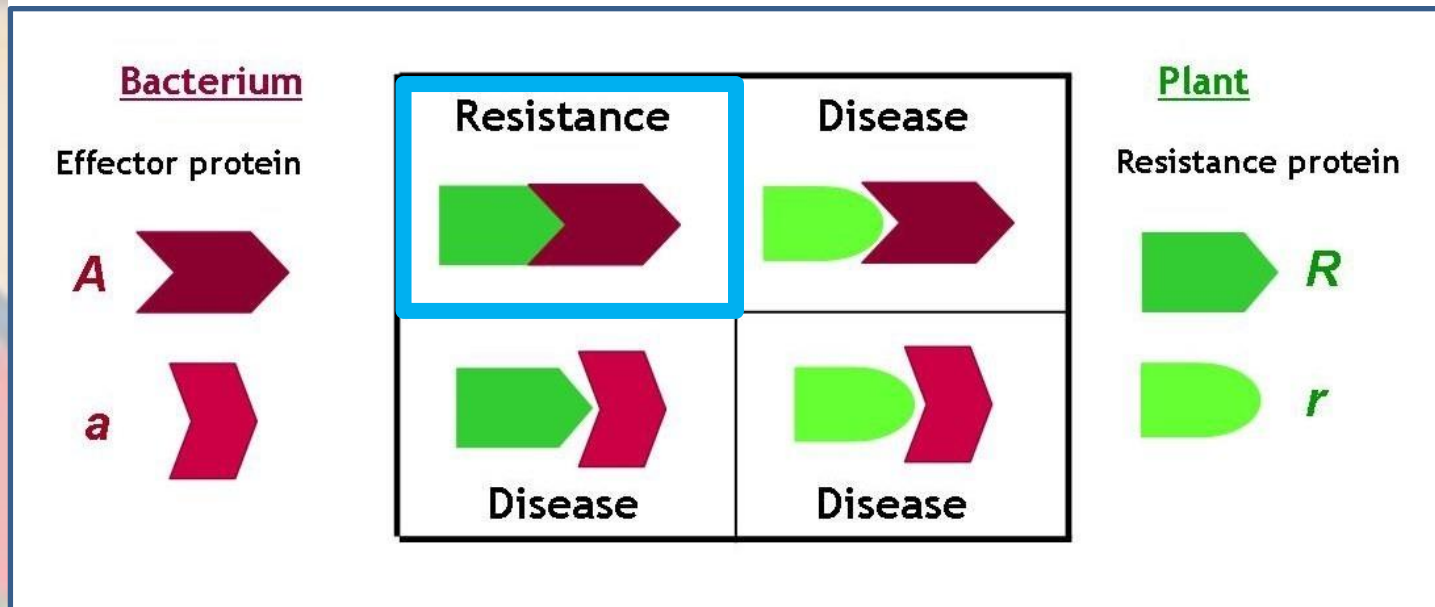 Bacterium
Effector protein
A
a
Resistance
Disease
Disease
Disease
Plant
Resistance protein
R
r